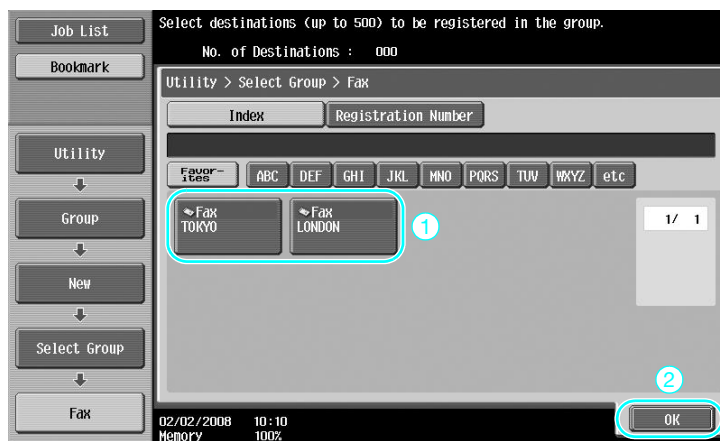 Job List
Bookmark
Select destinations (up to 500) to be registered in the group.
No. of Destinations : 000
Utility > Select Group > Fax
Index
Registration Number
Favor-
ites
ABC DEF GHI JKL MNO PQRS TUV WXYZ etc
Fax
TOKYO
Fax
LONDON
1
1/ 1
Utility
Group
New
Select Group
Fax
2
OK
02/02/2008 10:10
Memory 100%